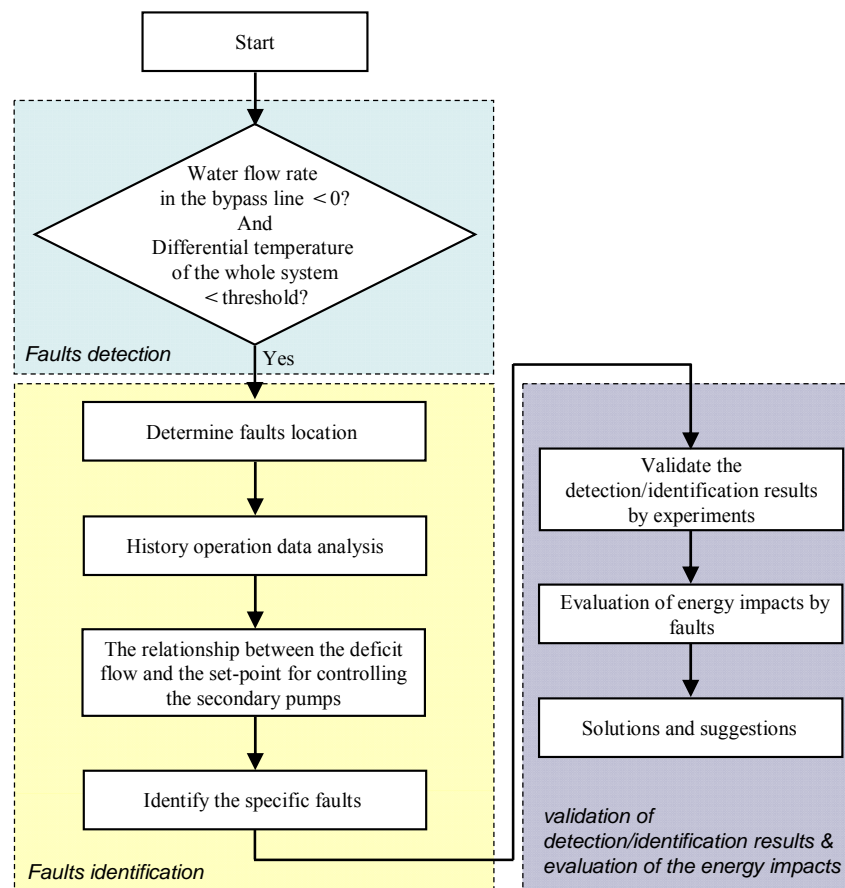 Start
Water flow rate
in the bypass line <0?
And
Differential temperature
of the whole system
<threshold?
Faults detection
Yes
Determine faults location
History operation data analysis
The relationship between the deficit
flow and the set-point for controlling
the secondary pumps
Identify the specific faults
Faults identification
Validate the
detection/identification results
by experiments
Evaluation of energy impacts by
faults
Solutions and suggestions
validation of
detection/identification results &
evaluation of the energy impacts